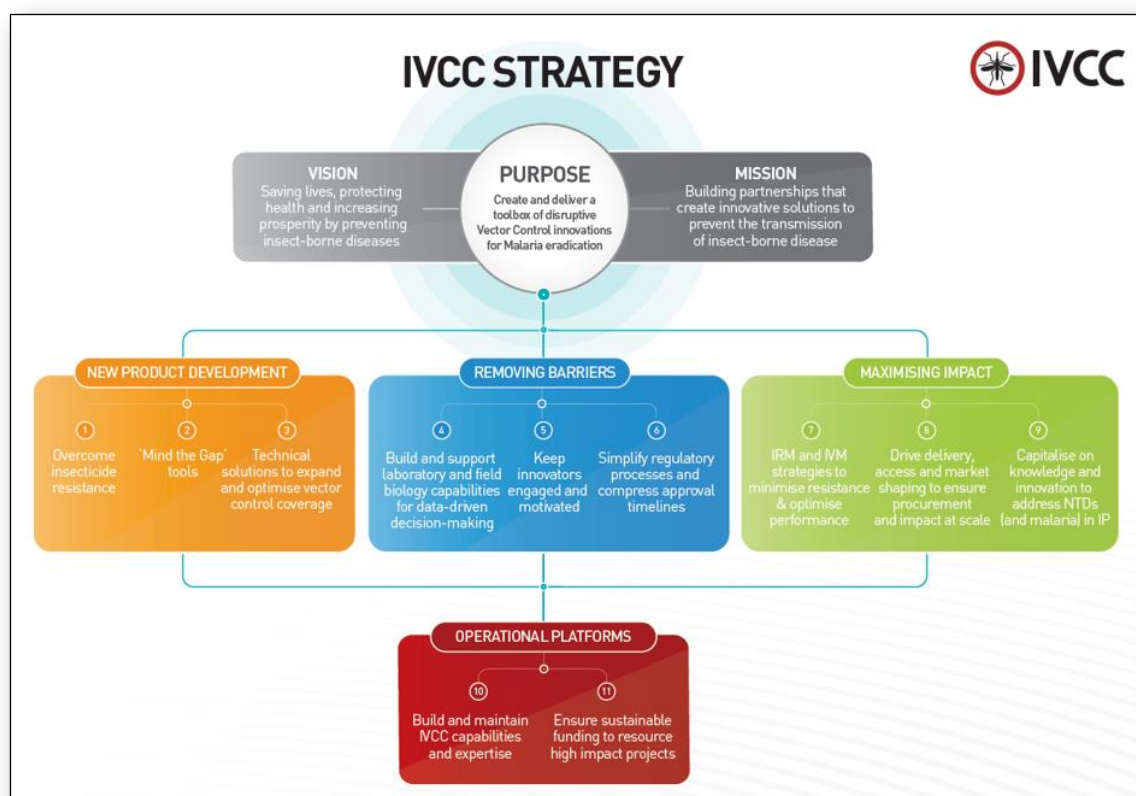 IVCC STRATEGY
IVCC
VISION
Saving lives, protecting
health and increasing
prosperity by preventing
insect-borne diseases
PURPOSE
Create and deliver a
toolbox of disruptive
Vector Control innovations
for Malaria eradication
MISSION
Building partnerships that
create innovative solutions to
prevent the transmission
of insect-borne disease
NEW PRODUCT DEVELOPMENT
1
Overcome
insecticide
resistance
2
'Mind the Gap'
tools
3
Technical
solutions to expand
and optimise vector
control coverage
REMOVING BARRIERS
4
Build and support
laboratory and field
biology capabilities
for data-driven
decision-making
5
Keep
innovators
engaged and
motivated
6
Simplify regulatory
processes and
compress approval
timelines
MAXIMISING IMPACT
7
IRM and IVM
strategies to
minimise resistance
& optimise
performance
8
Drive delivery,
access and market
shaping to ensure
procurement
and impact at scale
9
Capitalise on
knowledge and
innovation to
address NTDs
(and malaria) in IP
OPERATIONAL PLATFORMS
10
Build and maintain
IVCC capabilities
and expertise
11
Ensure sustainable
funding to resource
high impact projects